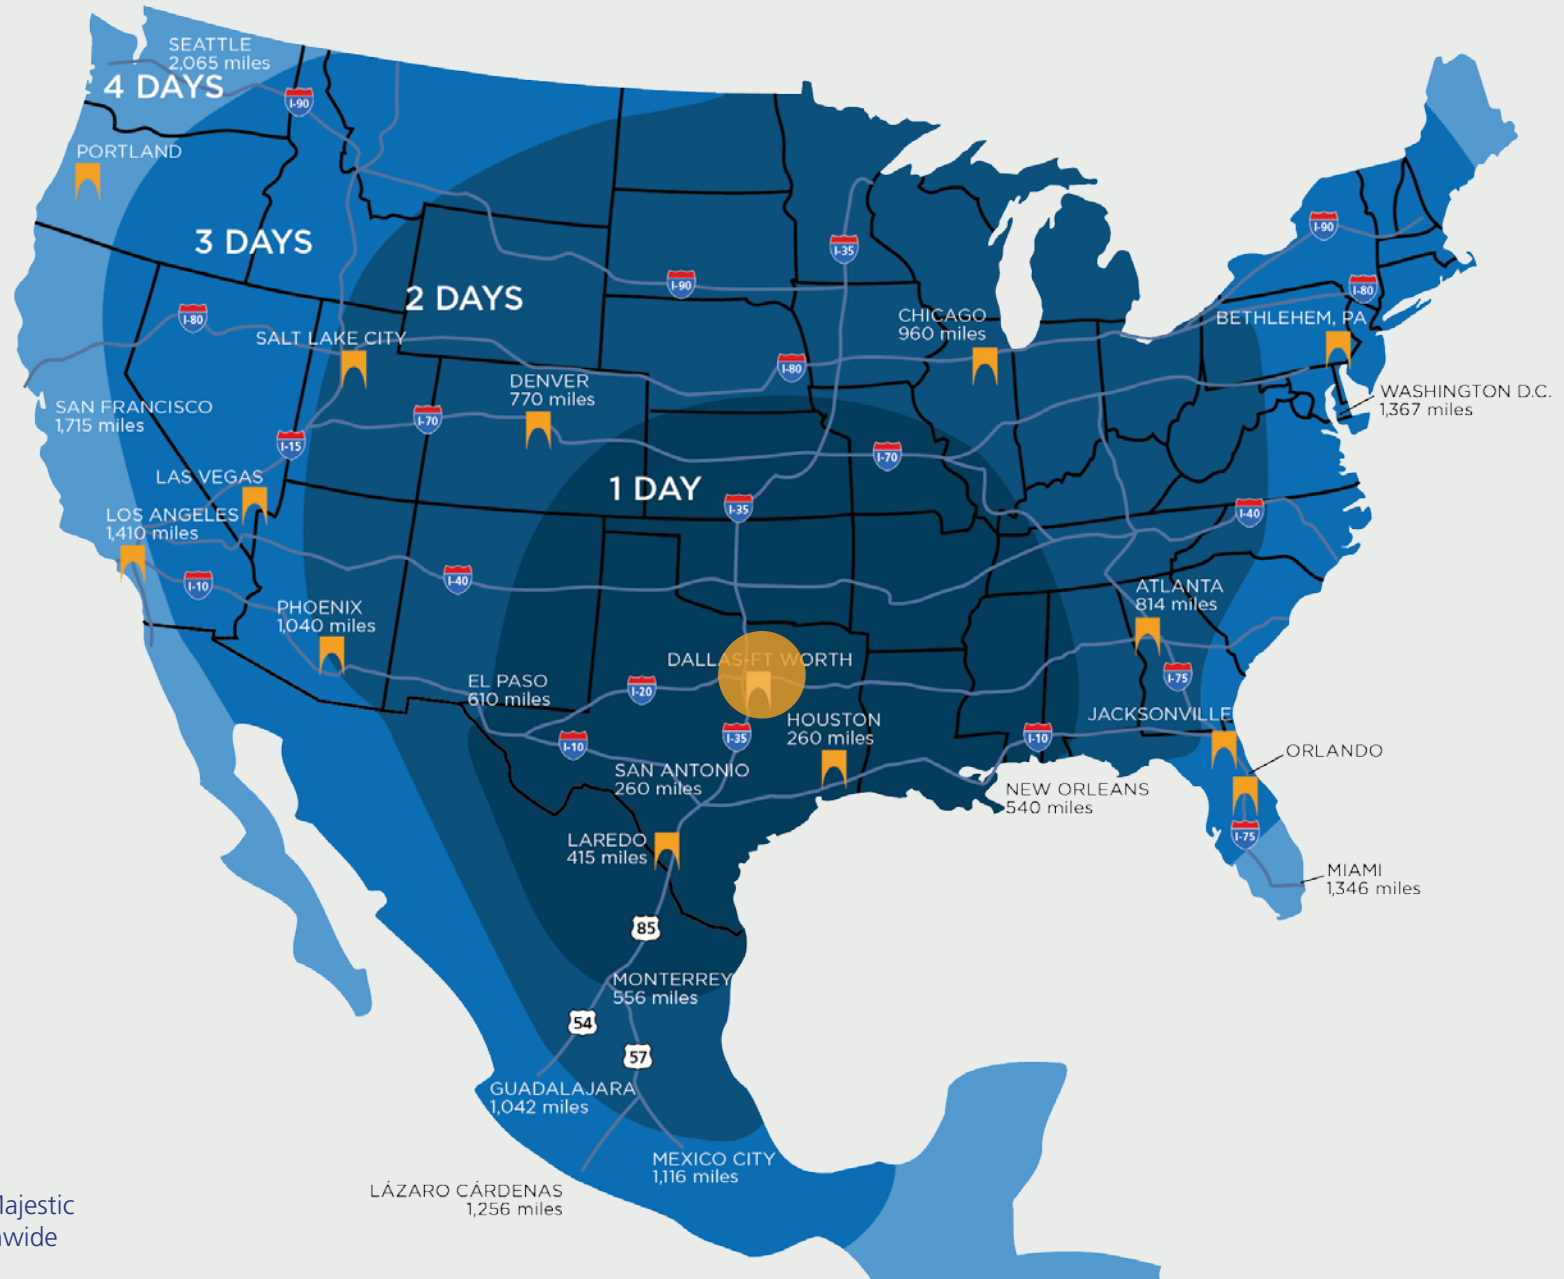 SEATTLE
2,065 miles
4 DAYS
I-90
PORTLAND
3 DAYS
I-90
I-35
2 DAYS
I-90
I-80
I-80
CHICAGO
960 miles
BETHLEHEM, PA
SALT LAKE CITY
I-80
DENVER
770 miles
WASHINGTON D.C.
1,367 miles
SAN FRANCISCO
1,715 miles
I-70
I-15
I-70
LAS VEGAS
1 DAY
I-35
I-40
LOS ANGELES
1,410 miles
I-10
I-40
ATLANTA
814 miles
PHOENIX
1,040 miles
DALLAS-FT WORTH
EL PASO
610 miles
I-20
I-75
JACKSONVILLE
HOUSTON
260 miles
I-10
I-35
I-10
ORLANDO
SAN ANTONIO
260 miles
NEW ORLEANS
540 miles
LAREDO
415 miles
I-75
MIAMI
1,346 miles
85
MONTERREY
556 miles
54
57
GUADALAJARA
1,042 miles
MEXICO CITY
1,116 miles
LÁZARO CÁRDENAS
1,256 miles